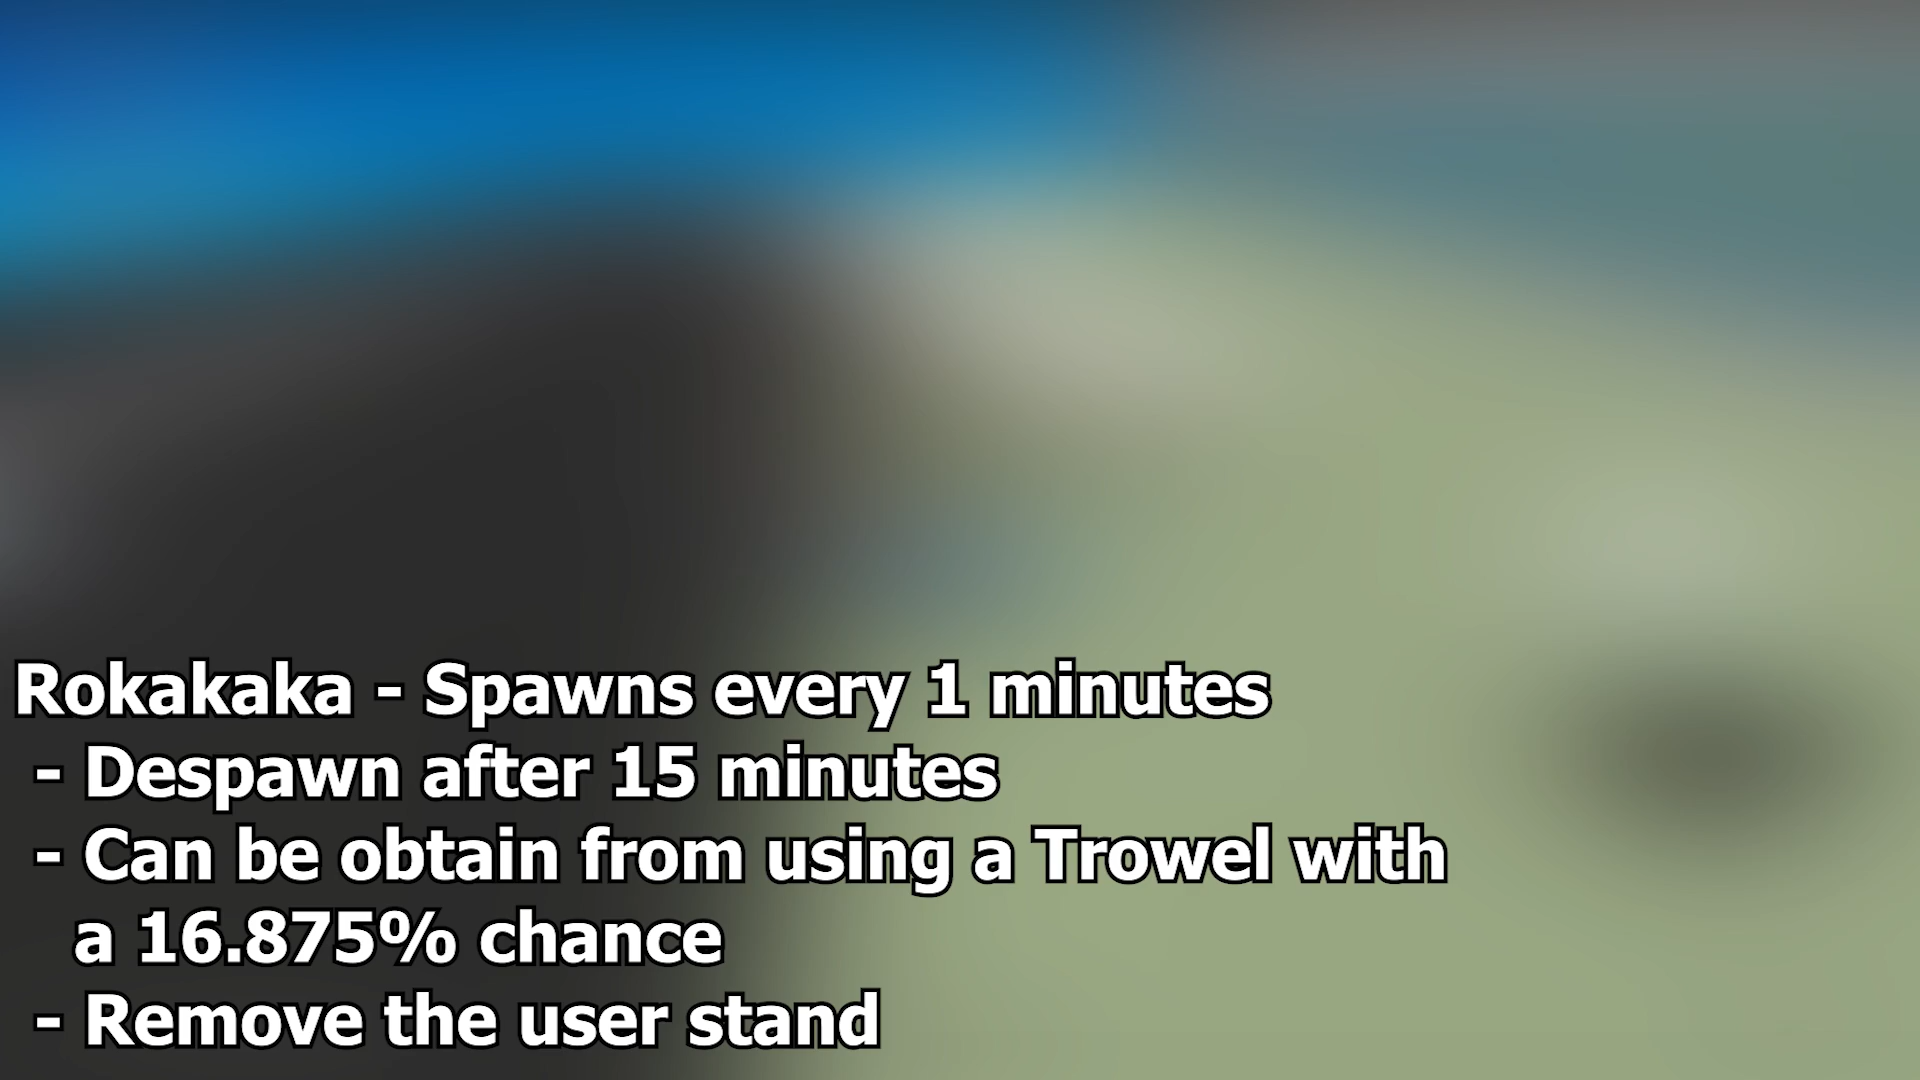 Rokakaka - Spawns every 1 minutes
- Despawn after 15 minutes
- Can be obtain from using a Trowel with
a 16.875% chance
- Remove the user stand